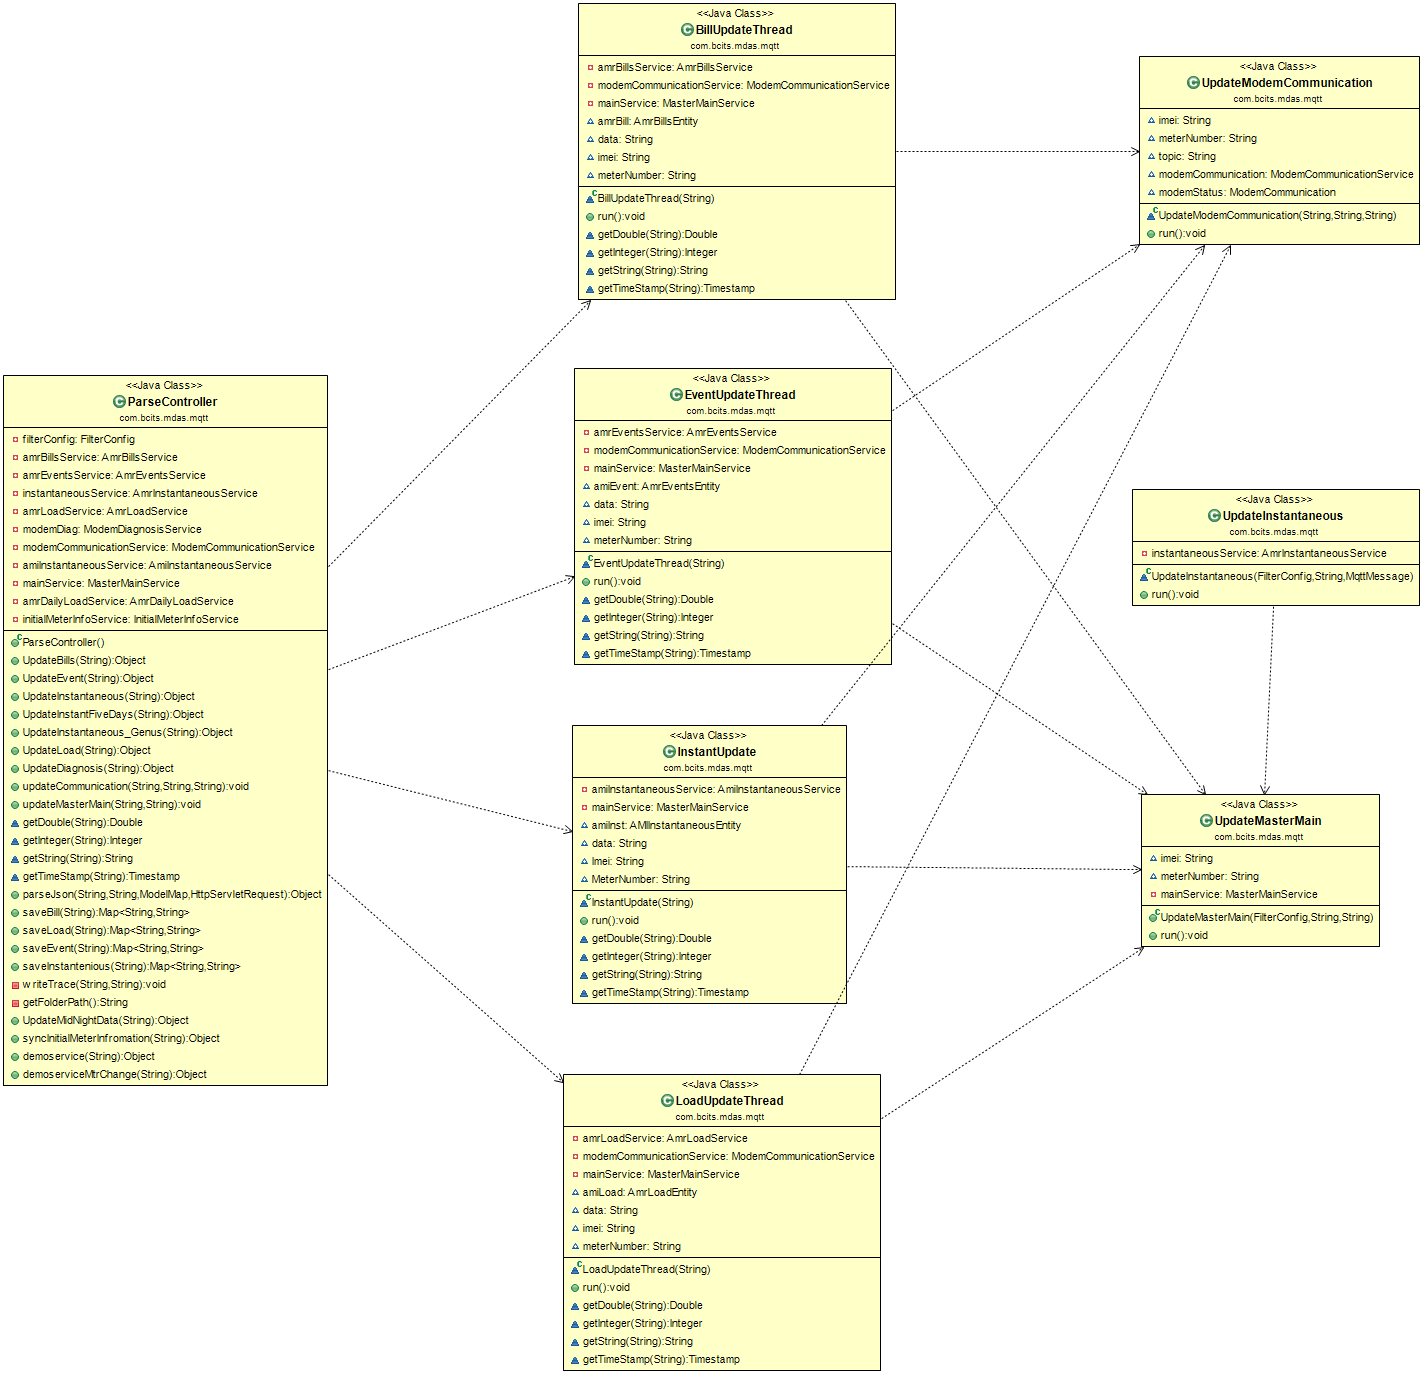 <<Java Class>>
BillUpdateThread
com.bcits.mdas.mqtt
amrBillsService: AmrBillsService
modemCommunicationService: ModemCommunicationService
mainService: MasterMainService
amrBill: AmrBillsEntity
data: String
imei: String
meterNumber: String
BillUpdateThread(String)
run():void
getDouble(String):Double
getInteger(String):Integer
getString(String):String
getTimeStamp(String):Timestamp
<<Java Class>>
UpdateModemCommunication
com.bcits.mdas.mqtt
imei: String
meterNumber: String
topic: String
modemCommunication: ModemCommunicationService
modemStatus: ModemCommunication
UpdateModemCommunication(String,String,String)
run():void
<<Java Class>>
ParseController
com.bcits.mdas.mqtt
filterConfig: FilterConfig
amrBillsService: AmrBillsService
amrEventsService: AmrEventsService
instantaneousService: AmrInstantaneousService
amrLoadService: AmrLoadService
modemDiag: ModemDiagnosisService
modemCommunicationService: ModemCommunicationService
amiInstantaneousService: AmiInstantaneousService
mainService: MasterMainService
amrDailyLoadService: AmrDailyLoadService
initialMeterInfoService: InitialMeterInfoService
ParseController()
UpdateBills(String):Object
UpdateEvent(String):Object
UpdateInstantaneous(String):Object
UpdateInstantFiveDays(String):Object
UpdateInstantaneous_Genus(String):Object
UpdateLoad(String):Object
UpdateDiagnosis(String):Object
updateCommunication(String,String,String):void
updateMasterMain(String,String):void
getDouble(String):Double
getInteger(String):Integer
getString(String):String
getTimeStamp(String):Timestamp
parseJson(String,String,ModelMap,HttpServletRequest):Object
saveBill(String):Map<String,String>
saveLoad(String):Map<String,String>
saveEvent(String):Map<String,String>
saveInstantenious(String):Map<String,String>
writeTrace(String,String):void
getFolderPath():String
UpdateMidNightData(String):Object
syncInitialMeterInfromation(String):Object
demoservice(String):Object
demoserviceMtrChange(String):Object
<<Java Class>>
EventUpdateThread
com.bcits.mdas.mqtt
amrEventsService: AmrEventsService
modemCommunicationService: ModemCommunicationService
mainService: MasterMainService
amiEvent: AmrEventsEntity
data: String
imei: String
meterNumber: String
EventUpdateThread(String)
run():void
getDouble(String):Double
getInteger(String):Integer
getString(String):String
getTimeStamp(String):Timestamp
<<Java Class>>
UpdateInstantaneous
com.bcits.mdas.mqtt
instantaneousService: AmrInstantaneousService
UpdateInstantaneous(FilterConfig,String,MqttMessage)
run():void
<<Java Class>>
InstantUpdate
com.bcits.mdas.mqtt
amiInstantaneousService: AmiInstantaneousService
mainService: MasterMainService
amiInst: AMIInstantaneousEntity
data: String
Imei: String
MeterNumber: String
InstantUpdate(String)
run():void
getDouble(String):Double
getInteger(String):Integer
getString(String):String
getTimeStamp(String):Timestamp
<<Java Class>>
UpdateMasterMain
com.bcits.mdas.mqtt
imei: String
meterNumber: String
mainService: MasterMainService
UpdateMasterMain(FilterConfig,String,String)
run():void
<<Java Class>>
LoadUpdateThread
com.bcits.mdas.mqtt
amrLoadService: AmrLoadService
modemCommunicationService: ModemCommunicationService
mainService: MasterMainService
amiLoad: AmrLoadEntity
data: String
imei: String
meterNumber: String
LoadUpdateThread(String)
run():void
getDouble(String):Double
getInteger(String):Integer
getString(String):String
getTimeStamp(String):Timestamp